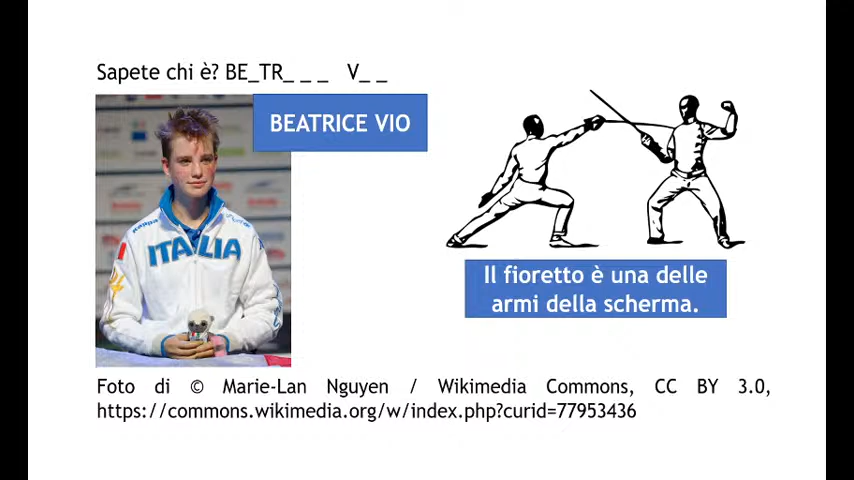 Sapete chi è? BE_TR_ _ _ V_ _
BEATRICE VIO
kappa
ITALIA
Il fioretto è una delle
armi della scherma.
Foto di © Marie-Lan Nguyen / Wikimedia Commons, CC BY 3.0,
https://commons.wikimedia.org/w/index.php?curid=77953436